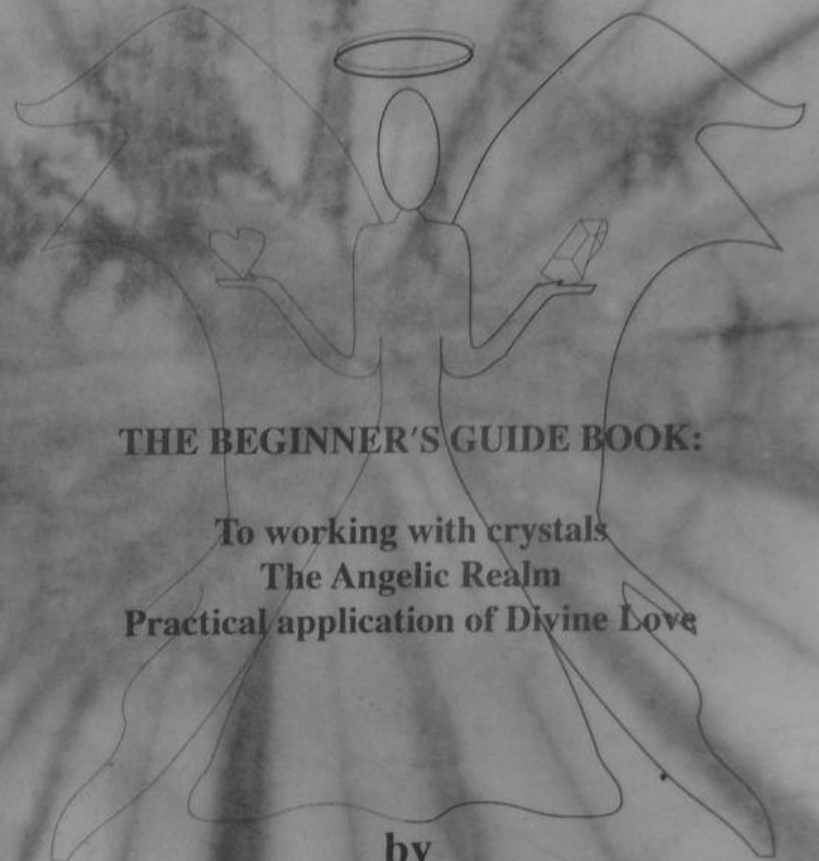 THE BEGINNER'S GUIDE BOOK:
To working with crystals
The Angelic Realm
Practical application of Divine Love
by